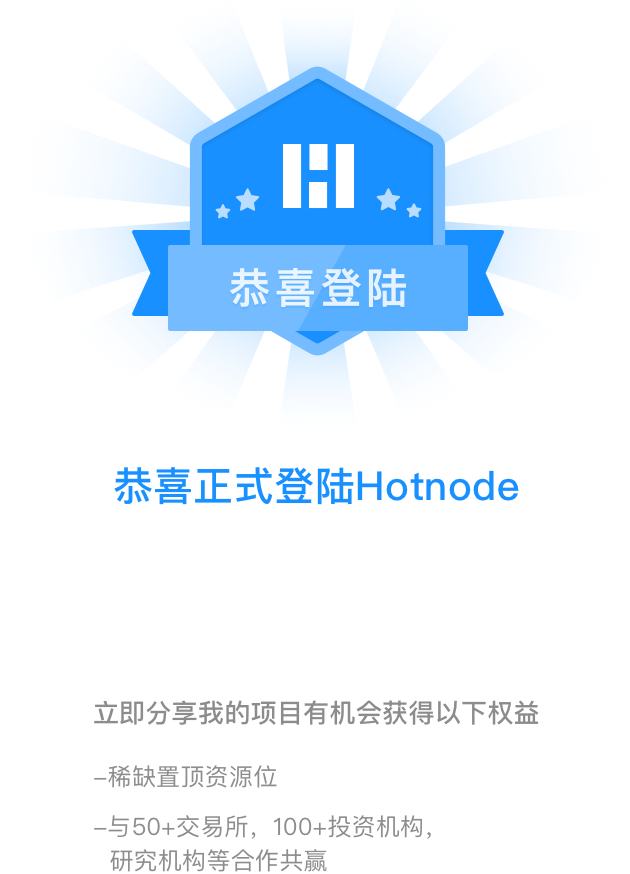 恭喜登陆
恭喜正式登陆Hotnode
立即分享我的项目有机会获得以下权益
–稀缺置顶资源位
–与50+交易所，100+投资机构，
研究机构等合作共赢